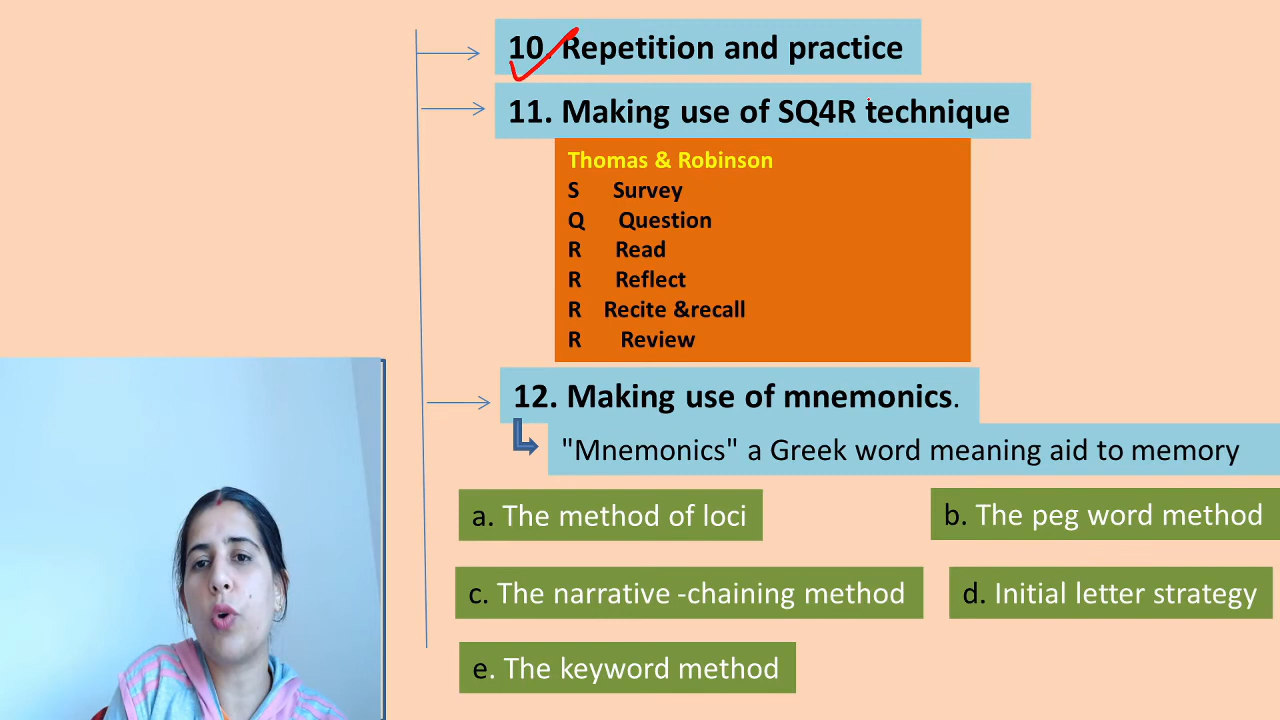 10. Repetition and practice
11. Making use of SQ4R technique
Thomas & Robinson
S Survey
Q Question
R Read
R Reflect
R Recite &recall
R Review
12. Making use of mnemonics.
"Mnemonics" a Greek word meaning aid to memory
a. The method of loci
b. The peg word method
c. The narrative -chaining method
d. Initial letter strategy
e. The keyword method